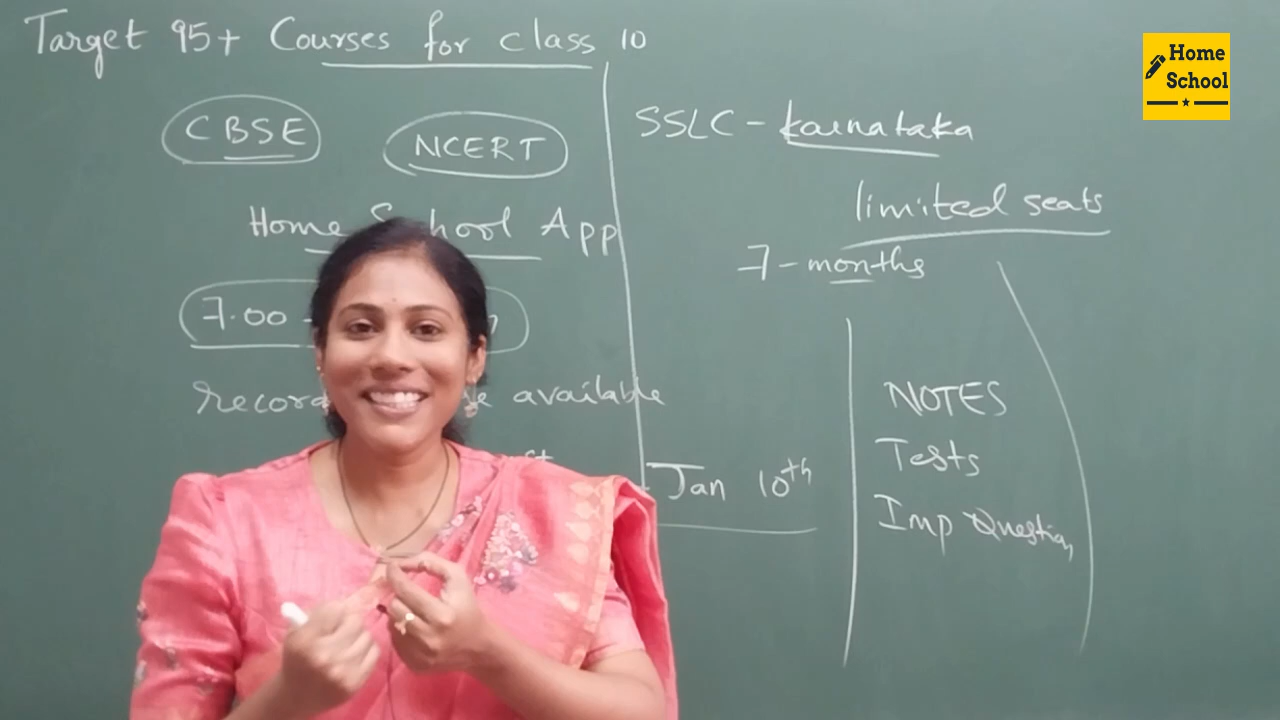 Target 95+ Courses for class 10
Home
School
CBSE
NCERT
SSLC - Karnataka
limited seats
Home School App
7 - months
7.00 -
available
NOTES
Tests
Jan 10th
Imp Question